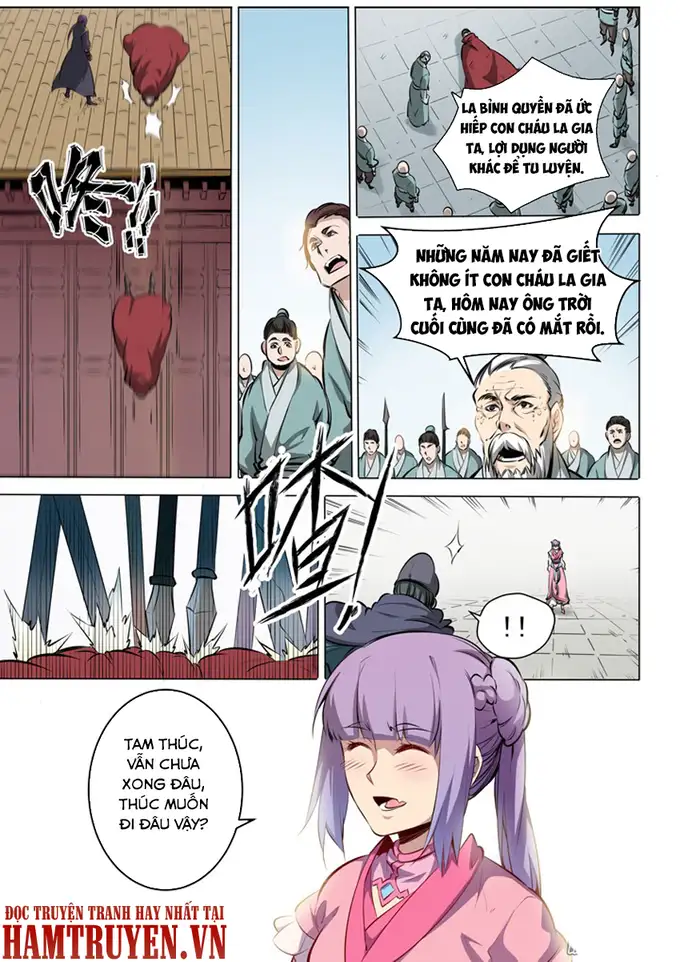 LA BỈNH QUYỀN ĐÃ ỨC
HIẾP CON CHÁU LA GIA
TA, LỢI DỤNG NGƯỜI
KHÁC ĐỂ TU LUYỆN.
咚!!
NHỮNG NĂM NAY ĐÃ GIẾT
KHÔNG ÍT CON CHÁU LA GIA
TA, HÔM NAY ÔNG TRỜI
CUỐI CÙNG ĐÃ CÓ MẮT RỒI.
喳!
!!
TAM THÚC,
VẪN CHƯA
XONG ĐÂU,
THÚC MUỐN
ĐI ĐÂU VẬY?
ĐỌC TRUYỆN TRANH HAY NHẤT TẠI
HAMTRUYEN.VN